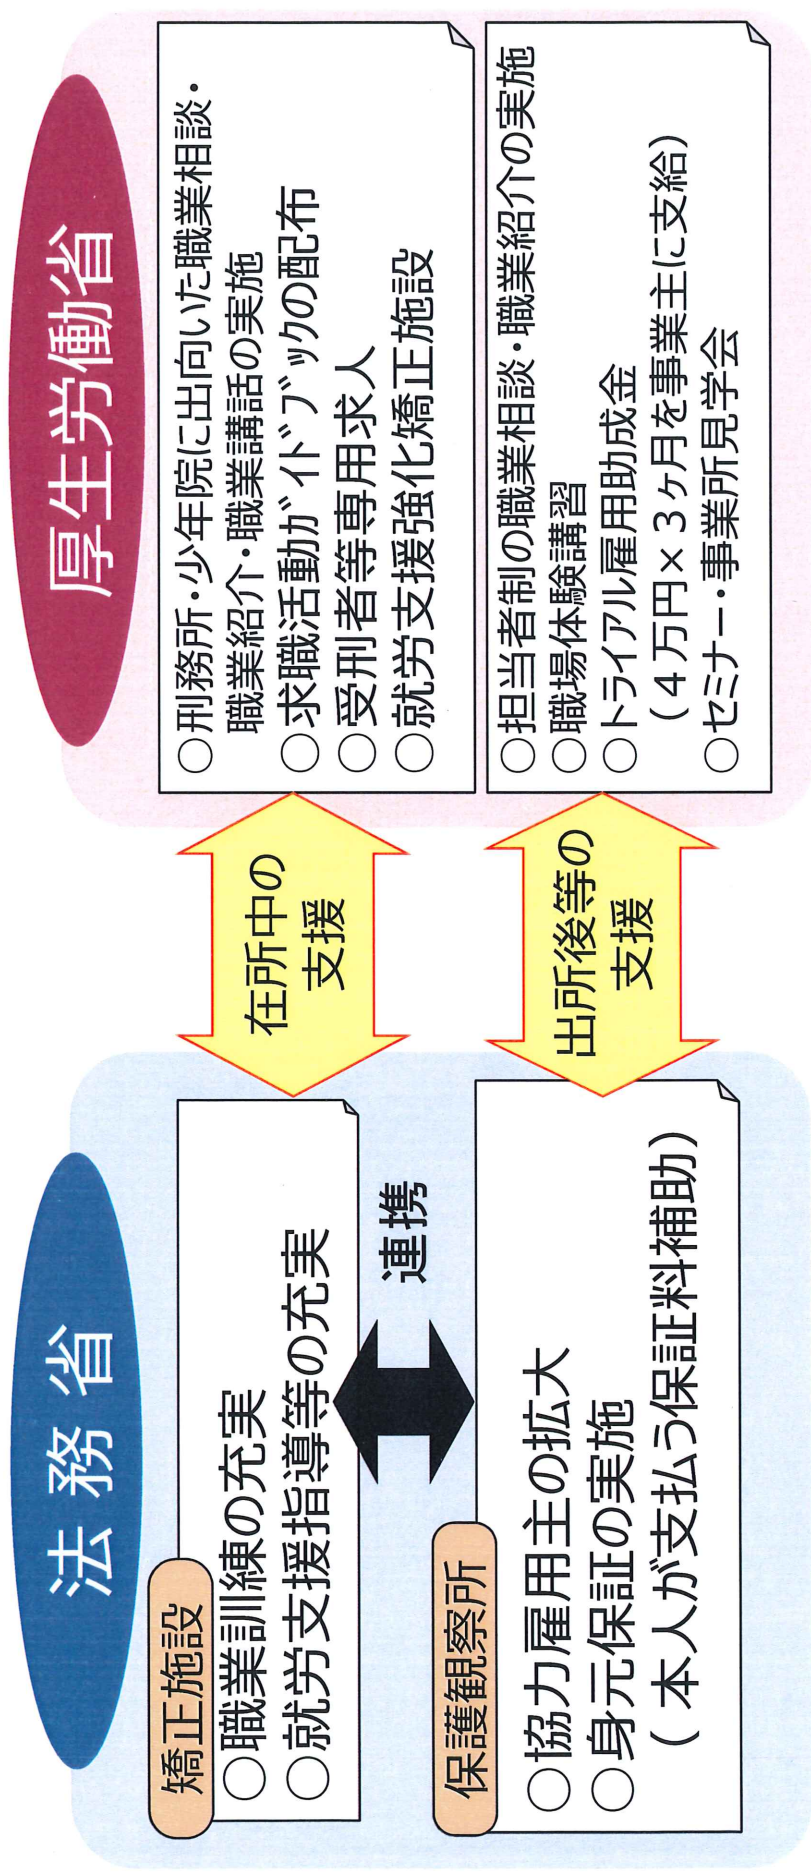 法務省
矯正施設
○職業訓練の充実
○就労支援指導等の充実
連携
保護観察所
○協力雇用主の拡大
○身元保証の実施
(本人が支払う保証料補助)
在所中の
支援
出所後等の
支援
厚生労働省
○刑務所・少年院に出向いた職業相談・
職業紹介・職業講話の実施
○求職活動ｶﾞｲﾄﾞﾌﾞｯｸの配布
○受刑者等専用求人
○就労支援強化矯正施設
○担当者制の職業相談・職業紹介の実施
○職場体験講習
○トライアル雇用助成金
(４万円×３ヶ月を事業主に支給)
○セミナー・事業所見学会